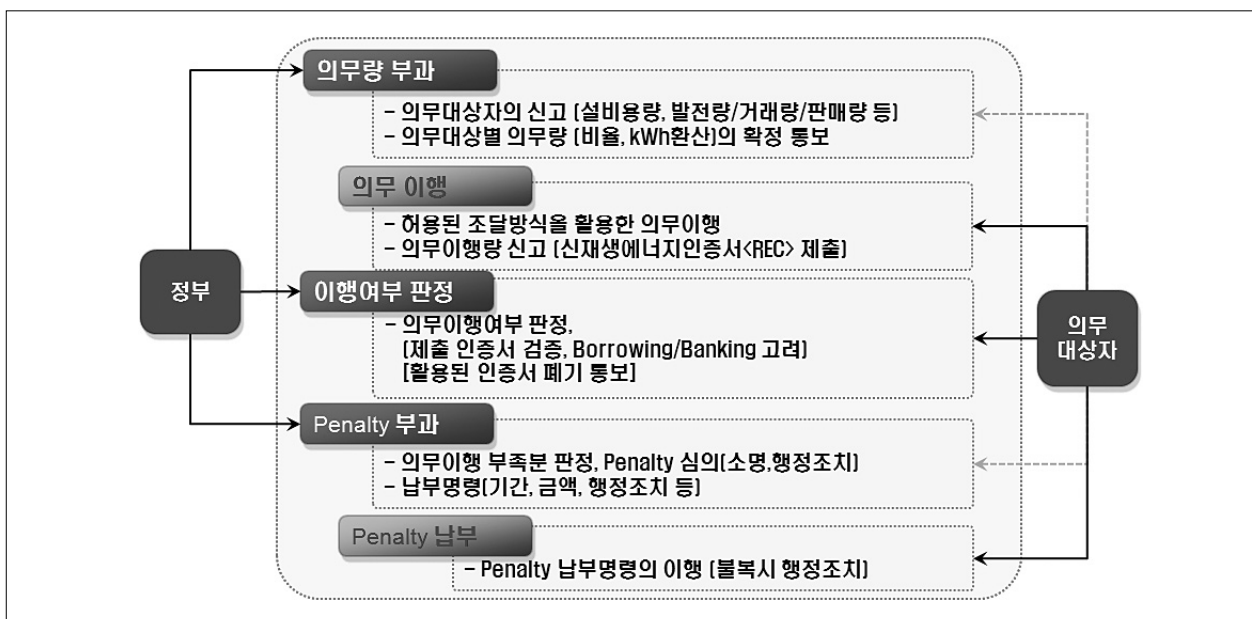 의무량 부과
– 의무대상자의 신고 (설비용량, 발전량/거래량/판매량 등)
– 의무대상별 의무량 (비율, kWh환산)의 확정 통보
의무 이행
– 허용된 조달방식을 활용한 의무이행
– 의무이행량 신고 (신재생에너지인증서<REC> 제출)
정부
이행여부 판정
– 의무이행여부 판정,
(제출 인증서 검증, Borrowing/Banking 고려)
[활용된 인증서 폐기 통보]
의무
대상자
Penalty 부과
– 의무이행 부족분 판정, Penalty 심의(소명,행정조치)
– 납부명령(기간, 금액, 행정조치 등)
Penalty 납부
– Penalty 납부명령의 이행 (불복시 행정조치)